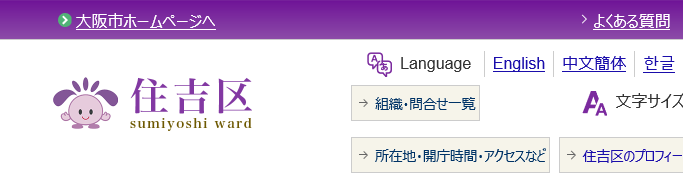 大阪市ホームページへ
よくある質問
Language
English
中文簡体
한글
住吉区
sumiyoshi ward
組織・問合せ一覧
文字サイズ
所在地・開庁時間・アクセスなど
住吉区のプロフィー